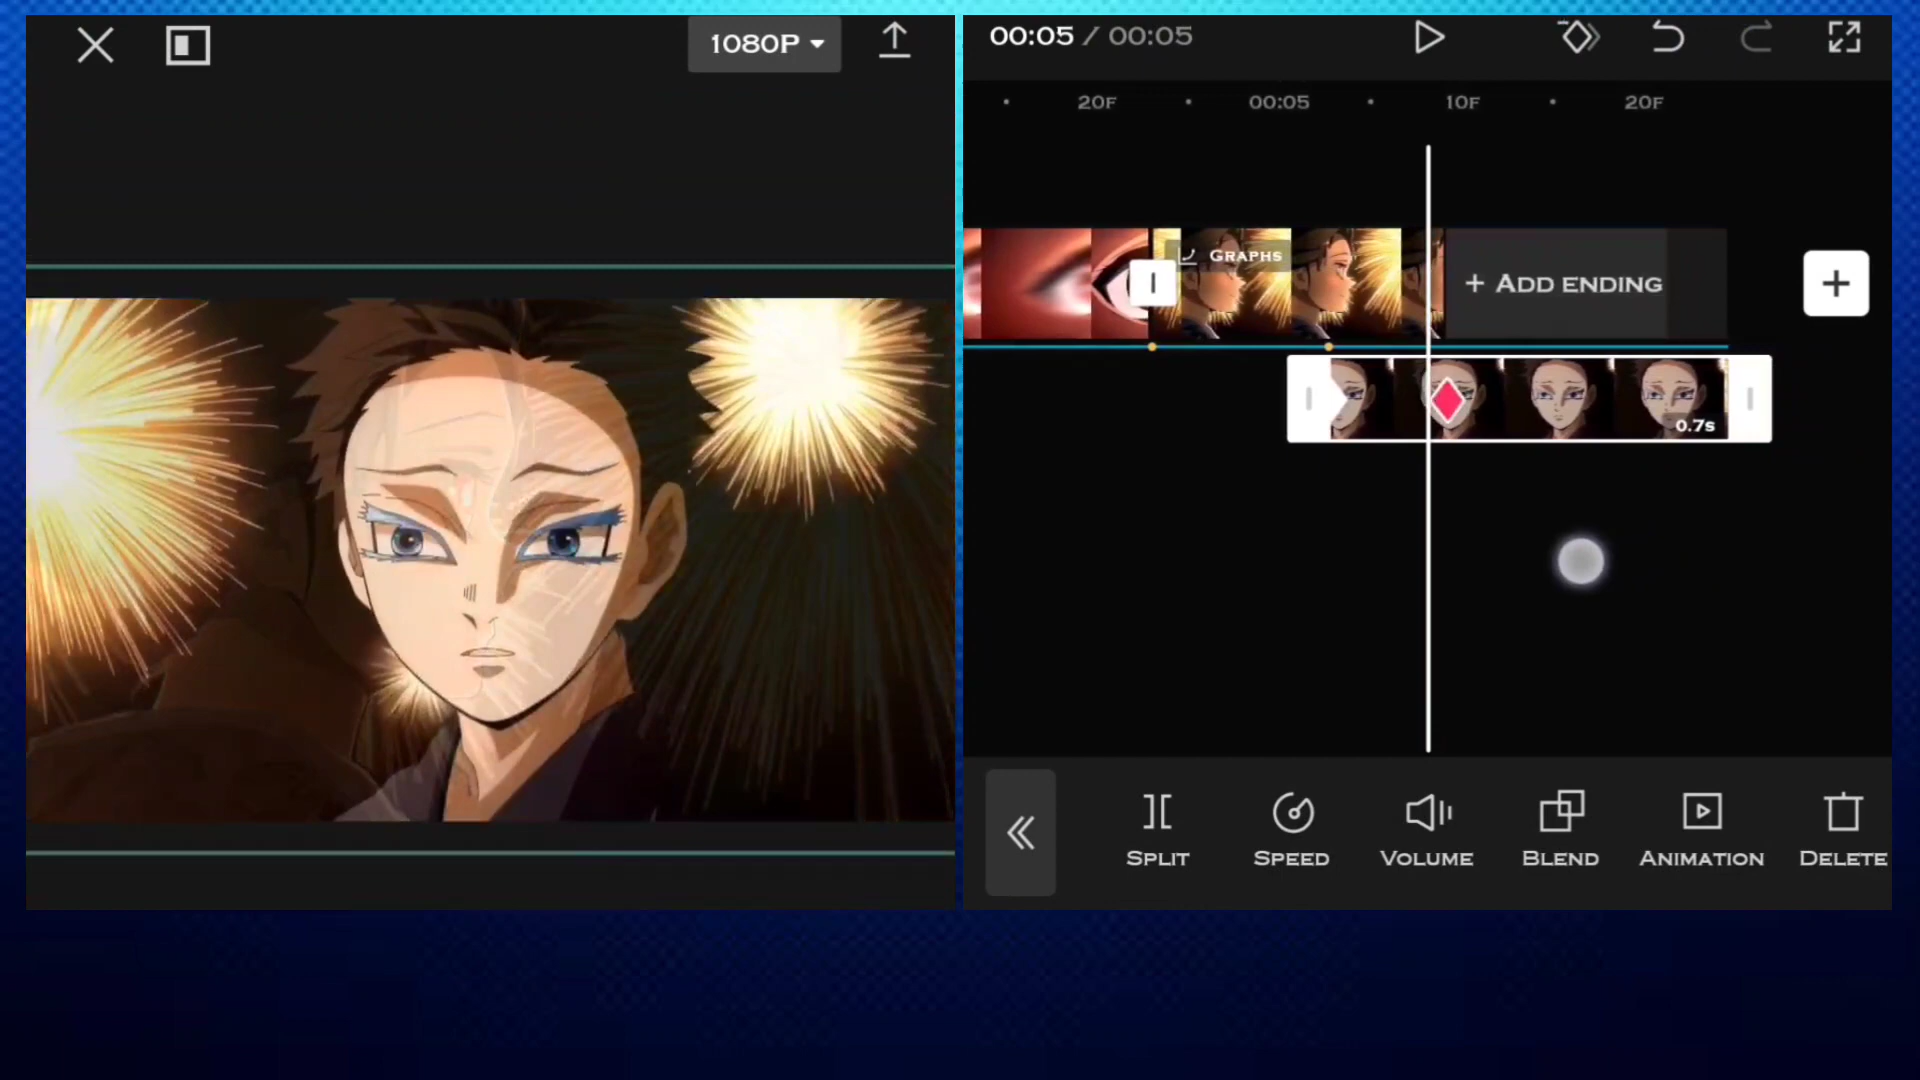 1080P
00:05 / 00:05
20F 00:05 10F 20F
GRAPHS
+ ADD ENDING
0.7s
SPLIT SPEED VOLUME BLEND ANIMATION DELETE